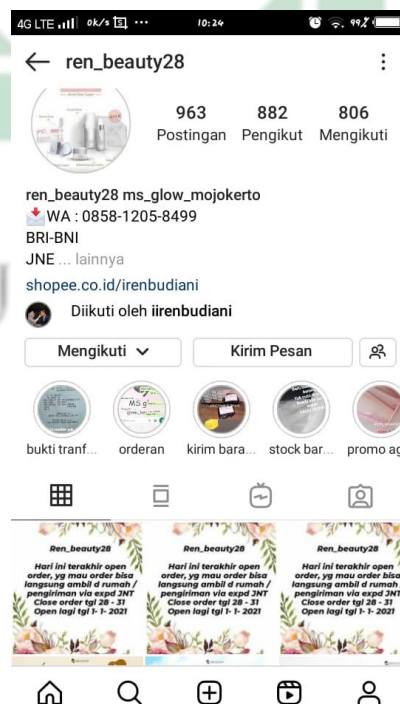 4G LTE 0k/s 10:24 99%
ren_beauty28
963 882 806
Postingan Pengikut Mengikuti
ren_beauty28 ms_glow_mojokerto
WA : 0858-1205-8499
BRI-BNI
JNE ... lainnya
shopee.co.id/irenbudiani
Diikuti oleh iirenbudiani
Mengikuti
Kirim Pesan
bukti tranf... orderan kirim bara... stock bar... promo ag
Ren_beauty28
Hari ini terakhir open
order, yg mau order bisa
langsung ambil d rumah /
pengiriman via expd JNT
Close order tgl 28 - 31
Open lagi tgl 1- 1- 2021
Ren_beauty28
Hari ini terakhir open
order, yg mau order bisa
langsung ambil d rumah /
pengiriman via expd JNT
Close order tgl 28 - 31
Open lagi tgl 1- 1- 2021
Ren_beauty28
Hari ini terakhir open
order, yg mau order bisa
langsung ambil d rumah
pengiriman via expd JNT
Close order tgl 28 - 31
Open lagi tgl 1- 1- 2021